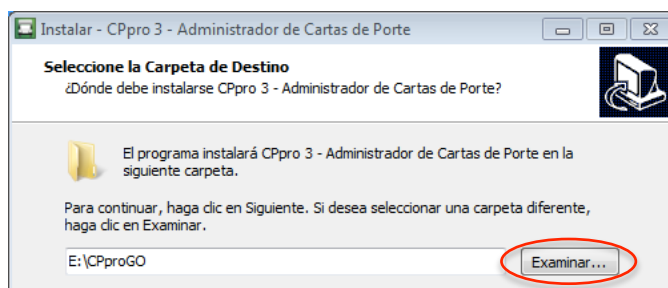 Instalar - CPpro 3 - Administrador de Cartas de Porte
Seleccione la Carpeta de Destino
¿Dónde debe instalarse CPpro 3 - Administrador de Cartas de Porte?
El programa instalará CPpro 3 - Administrador de Cartas de Porte en la
siguiente carpeta.
Para continuar, haga clic en Siguiente. Si desea seleccionar una carpeta diferente,
haga clic en Examinar.
E:\CPproGO
Examinar...